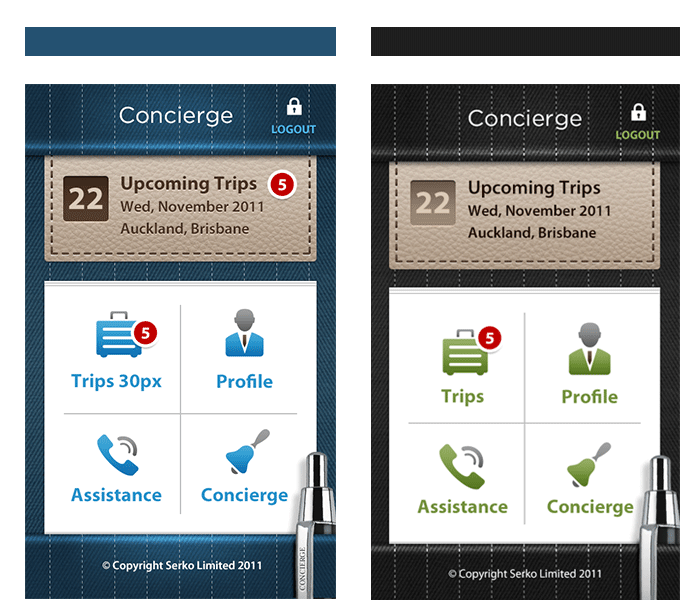 Concierge
LOGOUT
22
Upcoming Trips
5
Wed, November 2011
Auckland, Brisbane
5
Trips 30px
Profile
Assistance
Concierge
CONCIERGE
© Copyright Serko Limited 2011
Concierge
LOGOUT
22
Upcoming Trips
Wed, November 2011
Auckland, Brisbane
5
Trips
Profile
Assistance
Concierge
© Copyright Serko Limited 2011